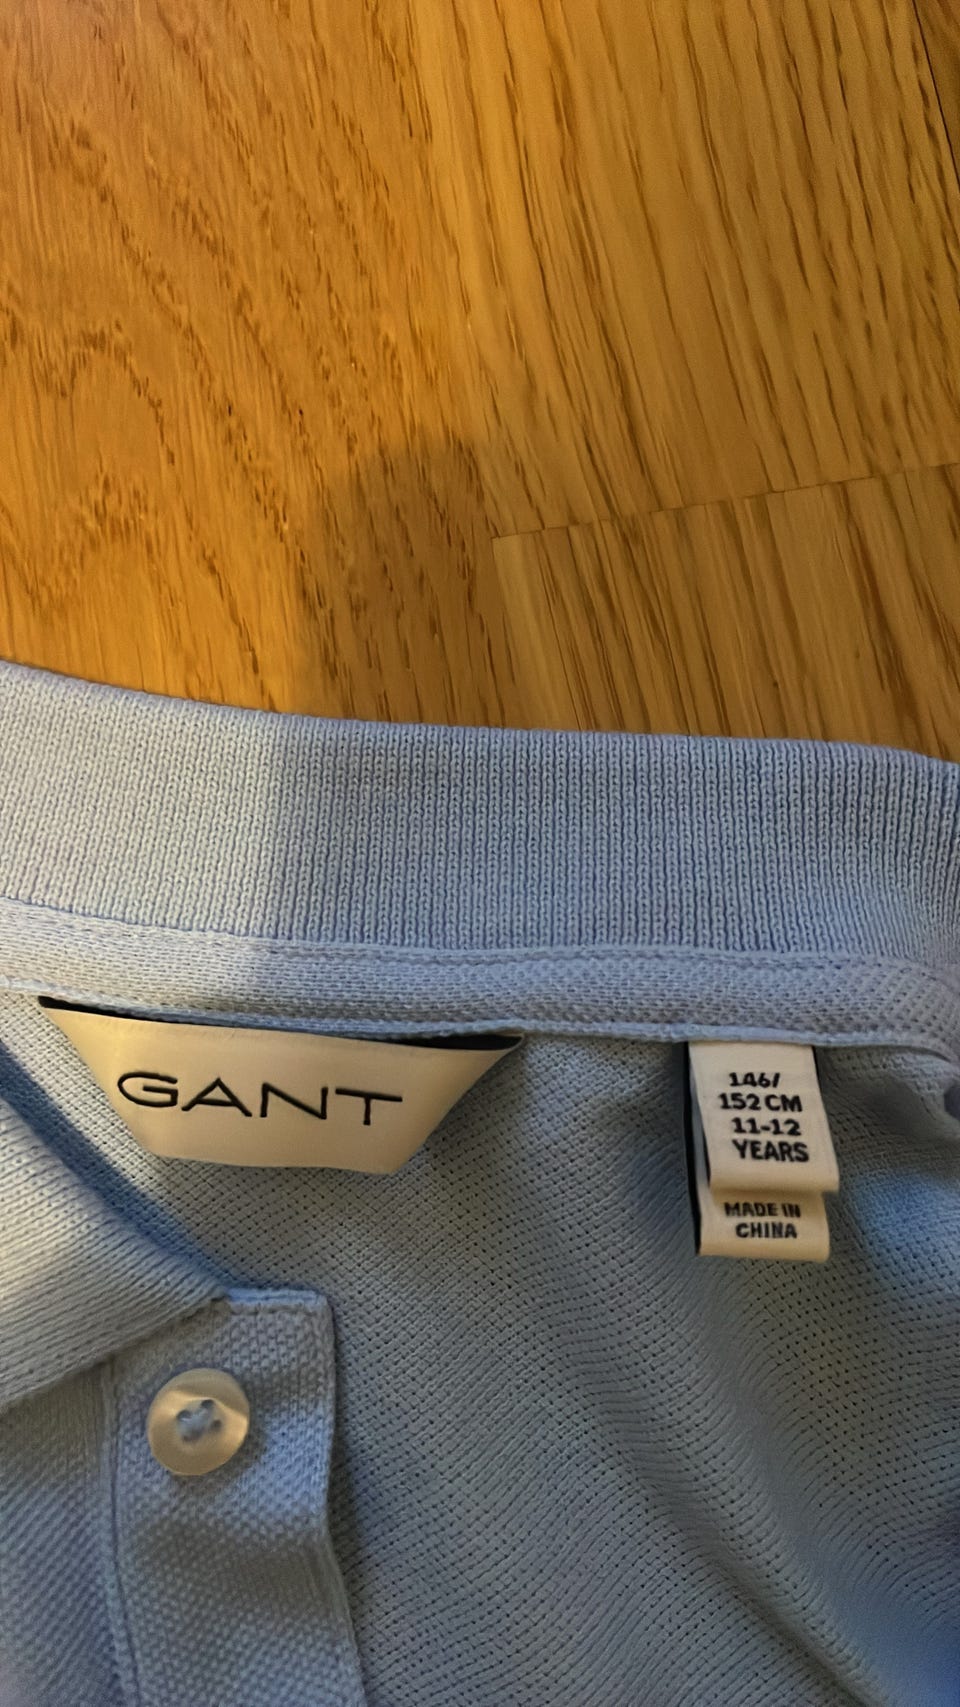 GANT
146/
152 CM
11-12
YEARS
MADE IN
CHINA